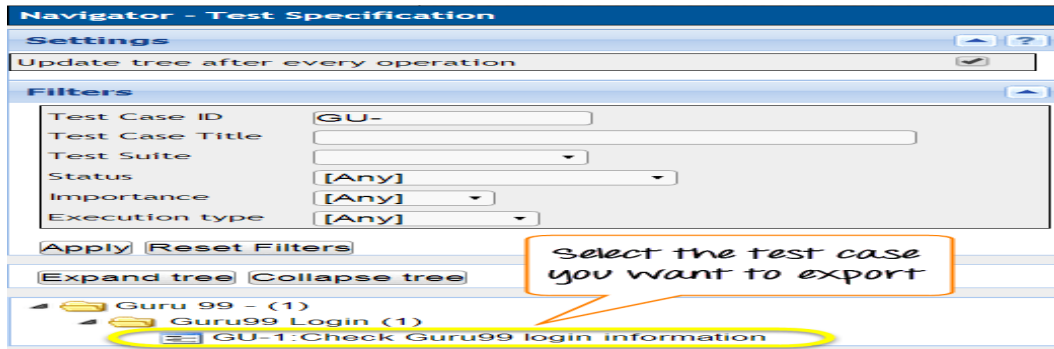 Navigator - Test Specification
Settings
?
Update tree after every operation
Filters
Test Case ID GU-
Test Case Title
Test Suite
Status [Any]
Importance [Any]
Execution type [Any]
Apply Reset Filters
Expand tree Collapse tree
Select the test case
you want to export
Guru 99 - (1)
Guru99 Login (1)
GU-1:Check Guru99 login information